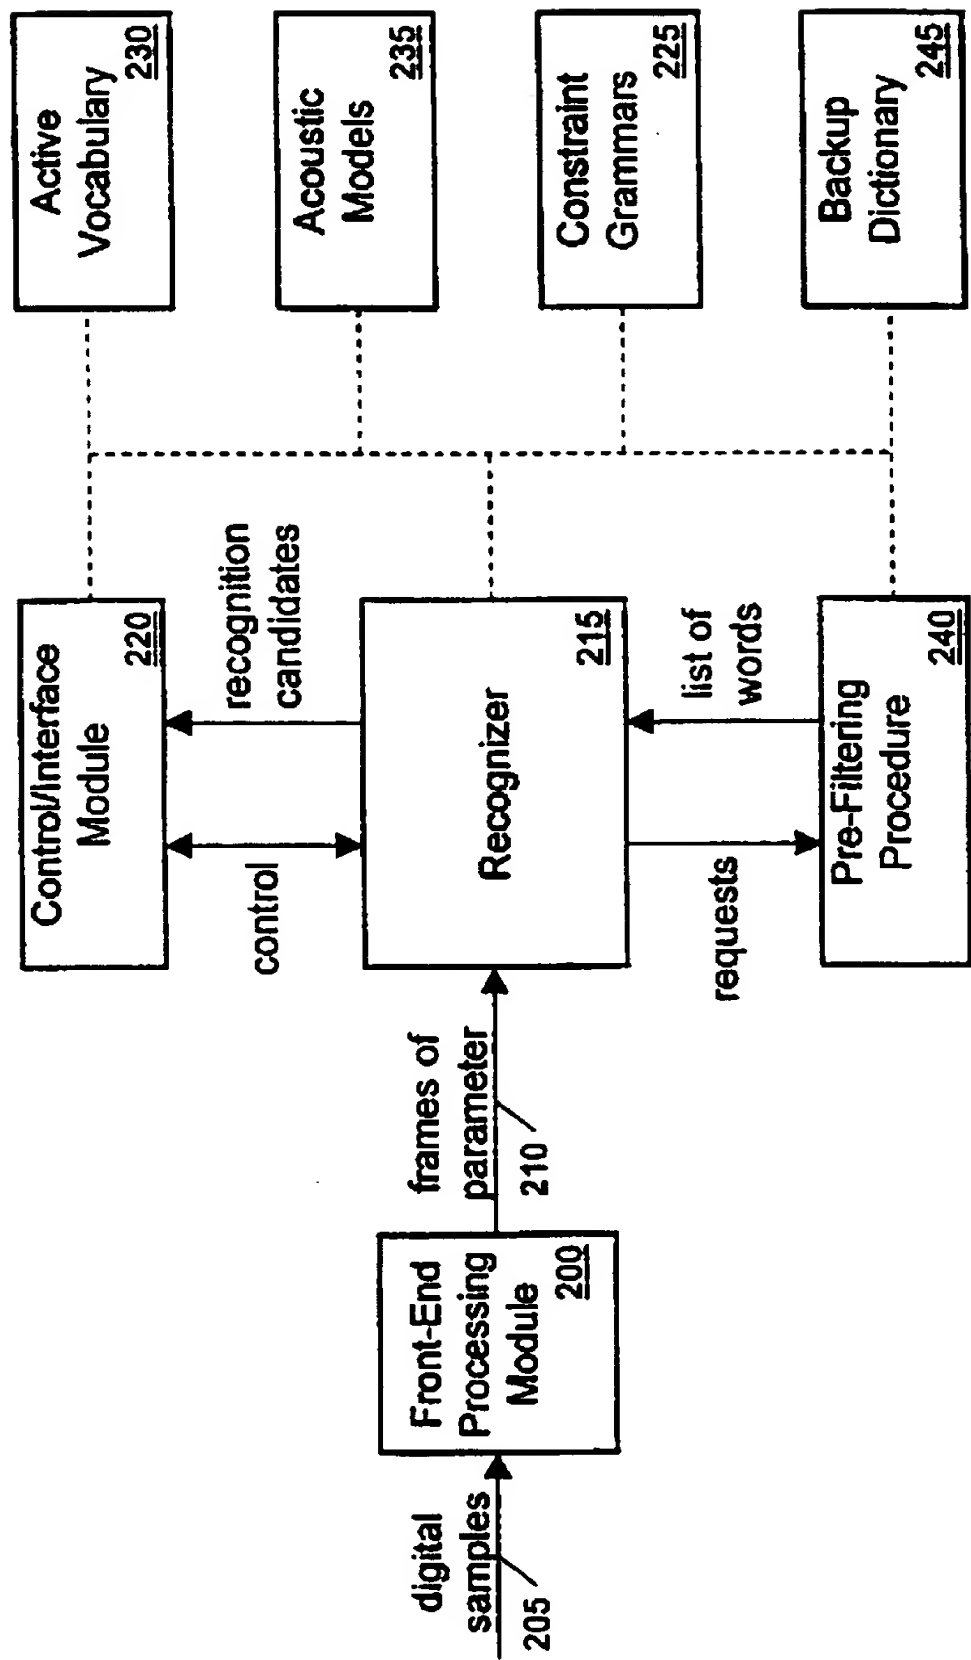 digital
samples
205
Front-End
Processing
Module
200
frames of
parameter
210
Control/Interface
Module
220
control
recognition
candidates
Recognizer
215
requests
list of
words
Pre-Filtering
Procedure
240
Active
Vocabulary
230
Acoustic
Models
235
Constraint
Grammars
225
Backup
Dictionary
245